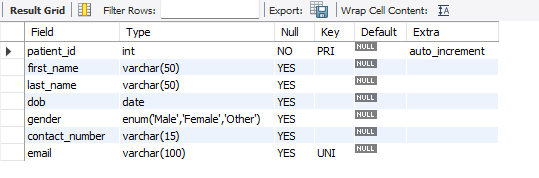 Result Grid Filter Rows: Export: Wrap Cell Content: IA
Field Type Null Key Default Extra
patient_id int NO PRI NULL auto_increment
first_name varchar(50) YES NULL
last_name varchar(50) YES NULL
dob date YES NULL
gender enum('Male','Female','Other') YES NULL
contact_number varchar(15) YES NULL
email varchar(100) YES UNI NULL